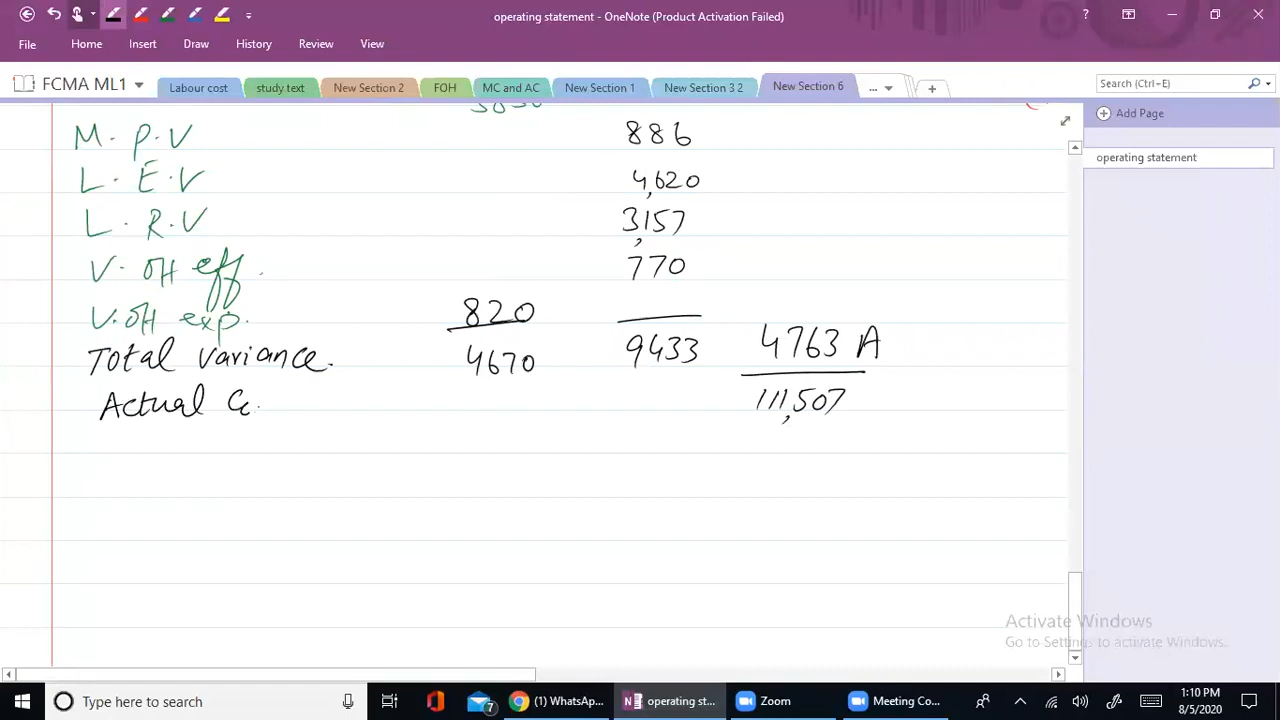 operating statement - OneNote (Product Activation Failed)
File Home Insert Draw History Review View
FCMA ML1 Labour cost study text New Section 2 FOH MC and AC New Section 1 New Section 3 2 New Section 6 ... Search (Ctrl+E)
Add Page
operating statement
M. P. V 886
L. E. V 4,620
L. R. V 3,157
V. OH eff. 770
V. OH exp. 820
Total variance. 4670 9433 4763 A
Actual 111,507
Activate Windows
Go to Settings to activate Windows.
Type here to search 7 (1) WhatsApp... operating st... Zoom Meeting Co... 1:10 PM
8/5/2020